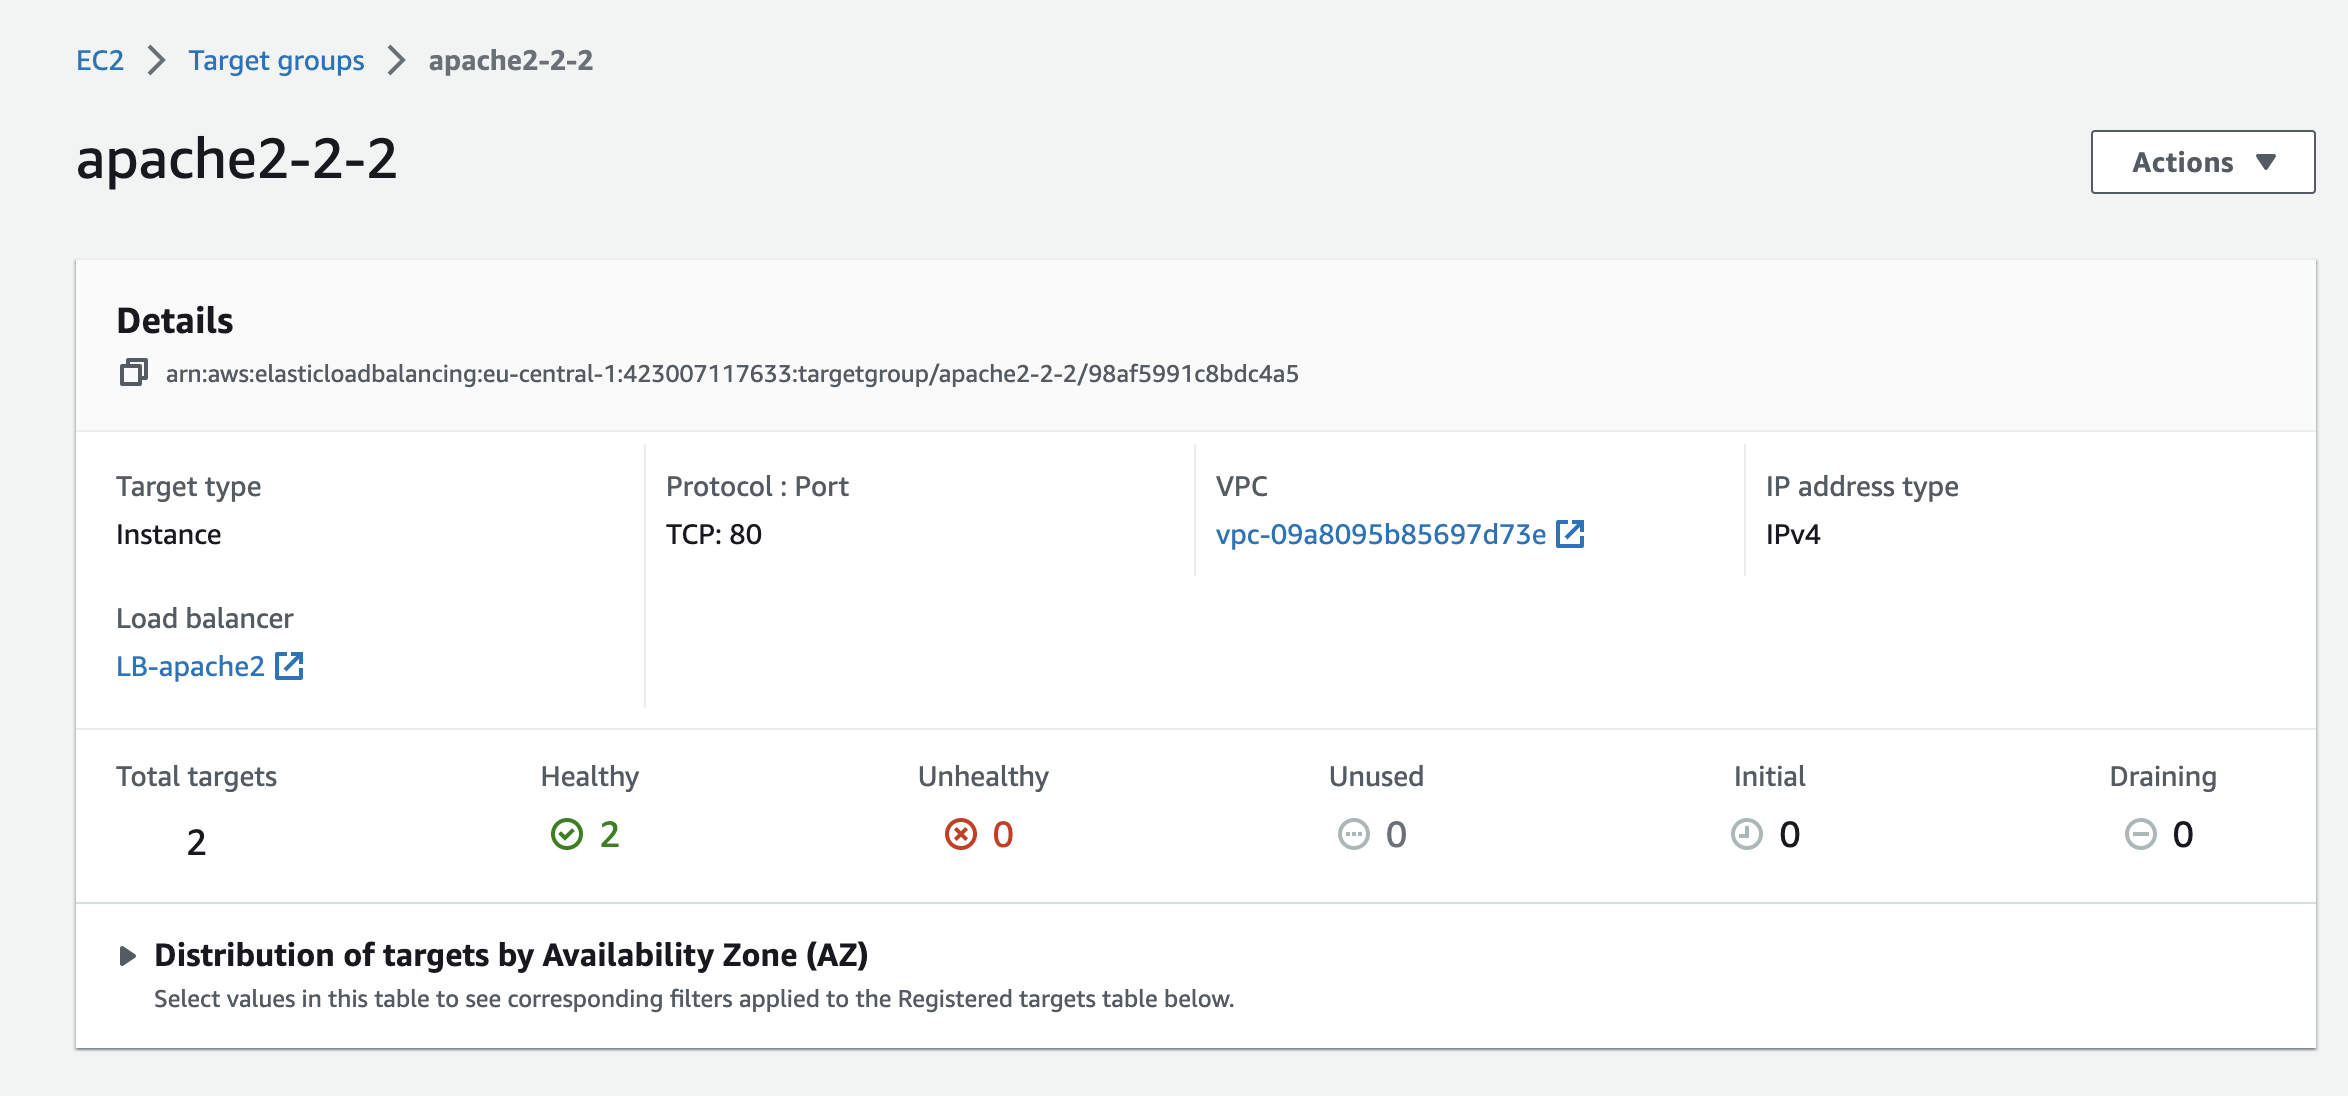 EC2 > Target groups > apache2-2-2
apache2-2-2
Actions
Details
arn:aws:elasticloadbalancing:eu-central-1:423007117633:targetgroup/apache2-2-2/98af5991c8bdc4a5
Target type
Instance
Protocol : Port
TCP: 80
VPC
vpc-09a8095b85697d73e
IP address type
IPv4
Load balancer
LB-apache2
Total targets
2
Healthy
2
Unhealthy
0
Unused
0
Initial
0
Draining
0
Distribution of targets by Availability Zone (AZ)
Select values in this table to see corresponding filters applied to the Registered targets table below.